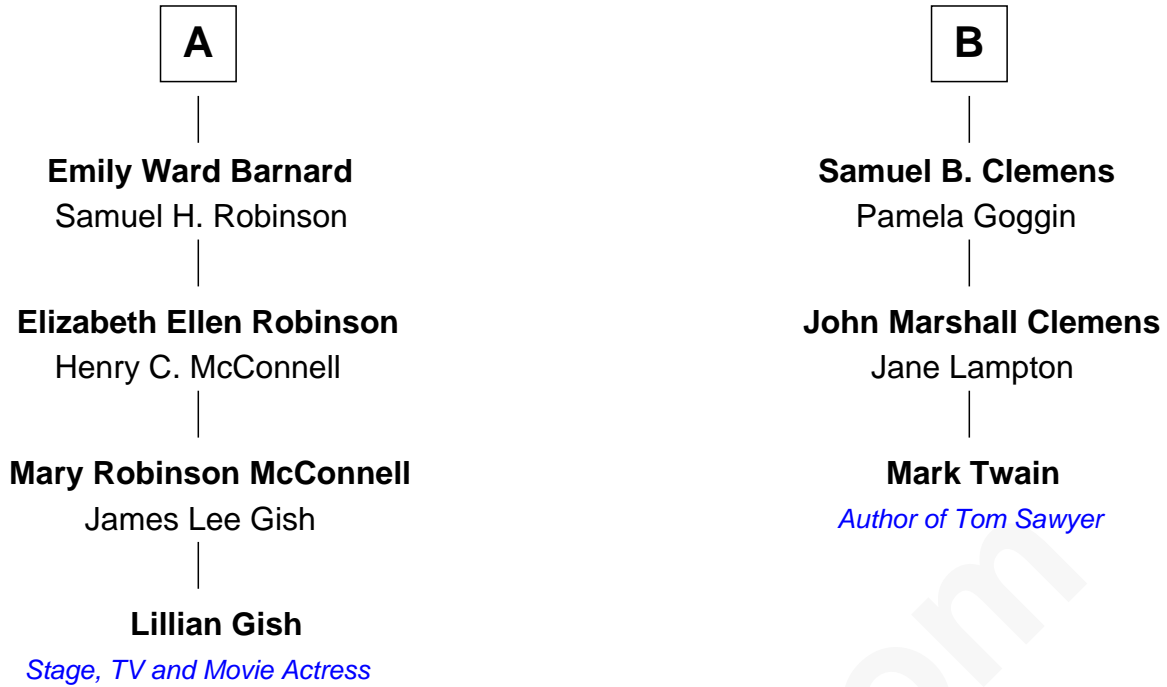 A
Emily Ward Barnard
Samuel H. Robinson
Elizabeth Ellen Robinson
Henry C. McConnell
Mary Robinson McConnell
James Lee Gish
Lillian Gish
Stage, TV and Movie Actress
B
Samuel B. Clemens
Pamela Goggin
John Marshall Clemens
Jane Lampton
Mark Twain
Author of Tom Sawyer
om